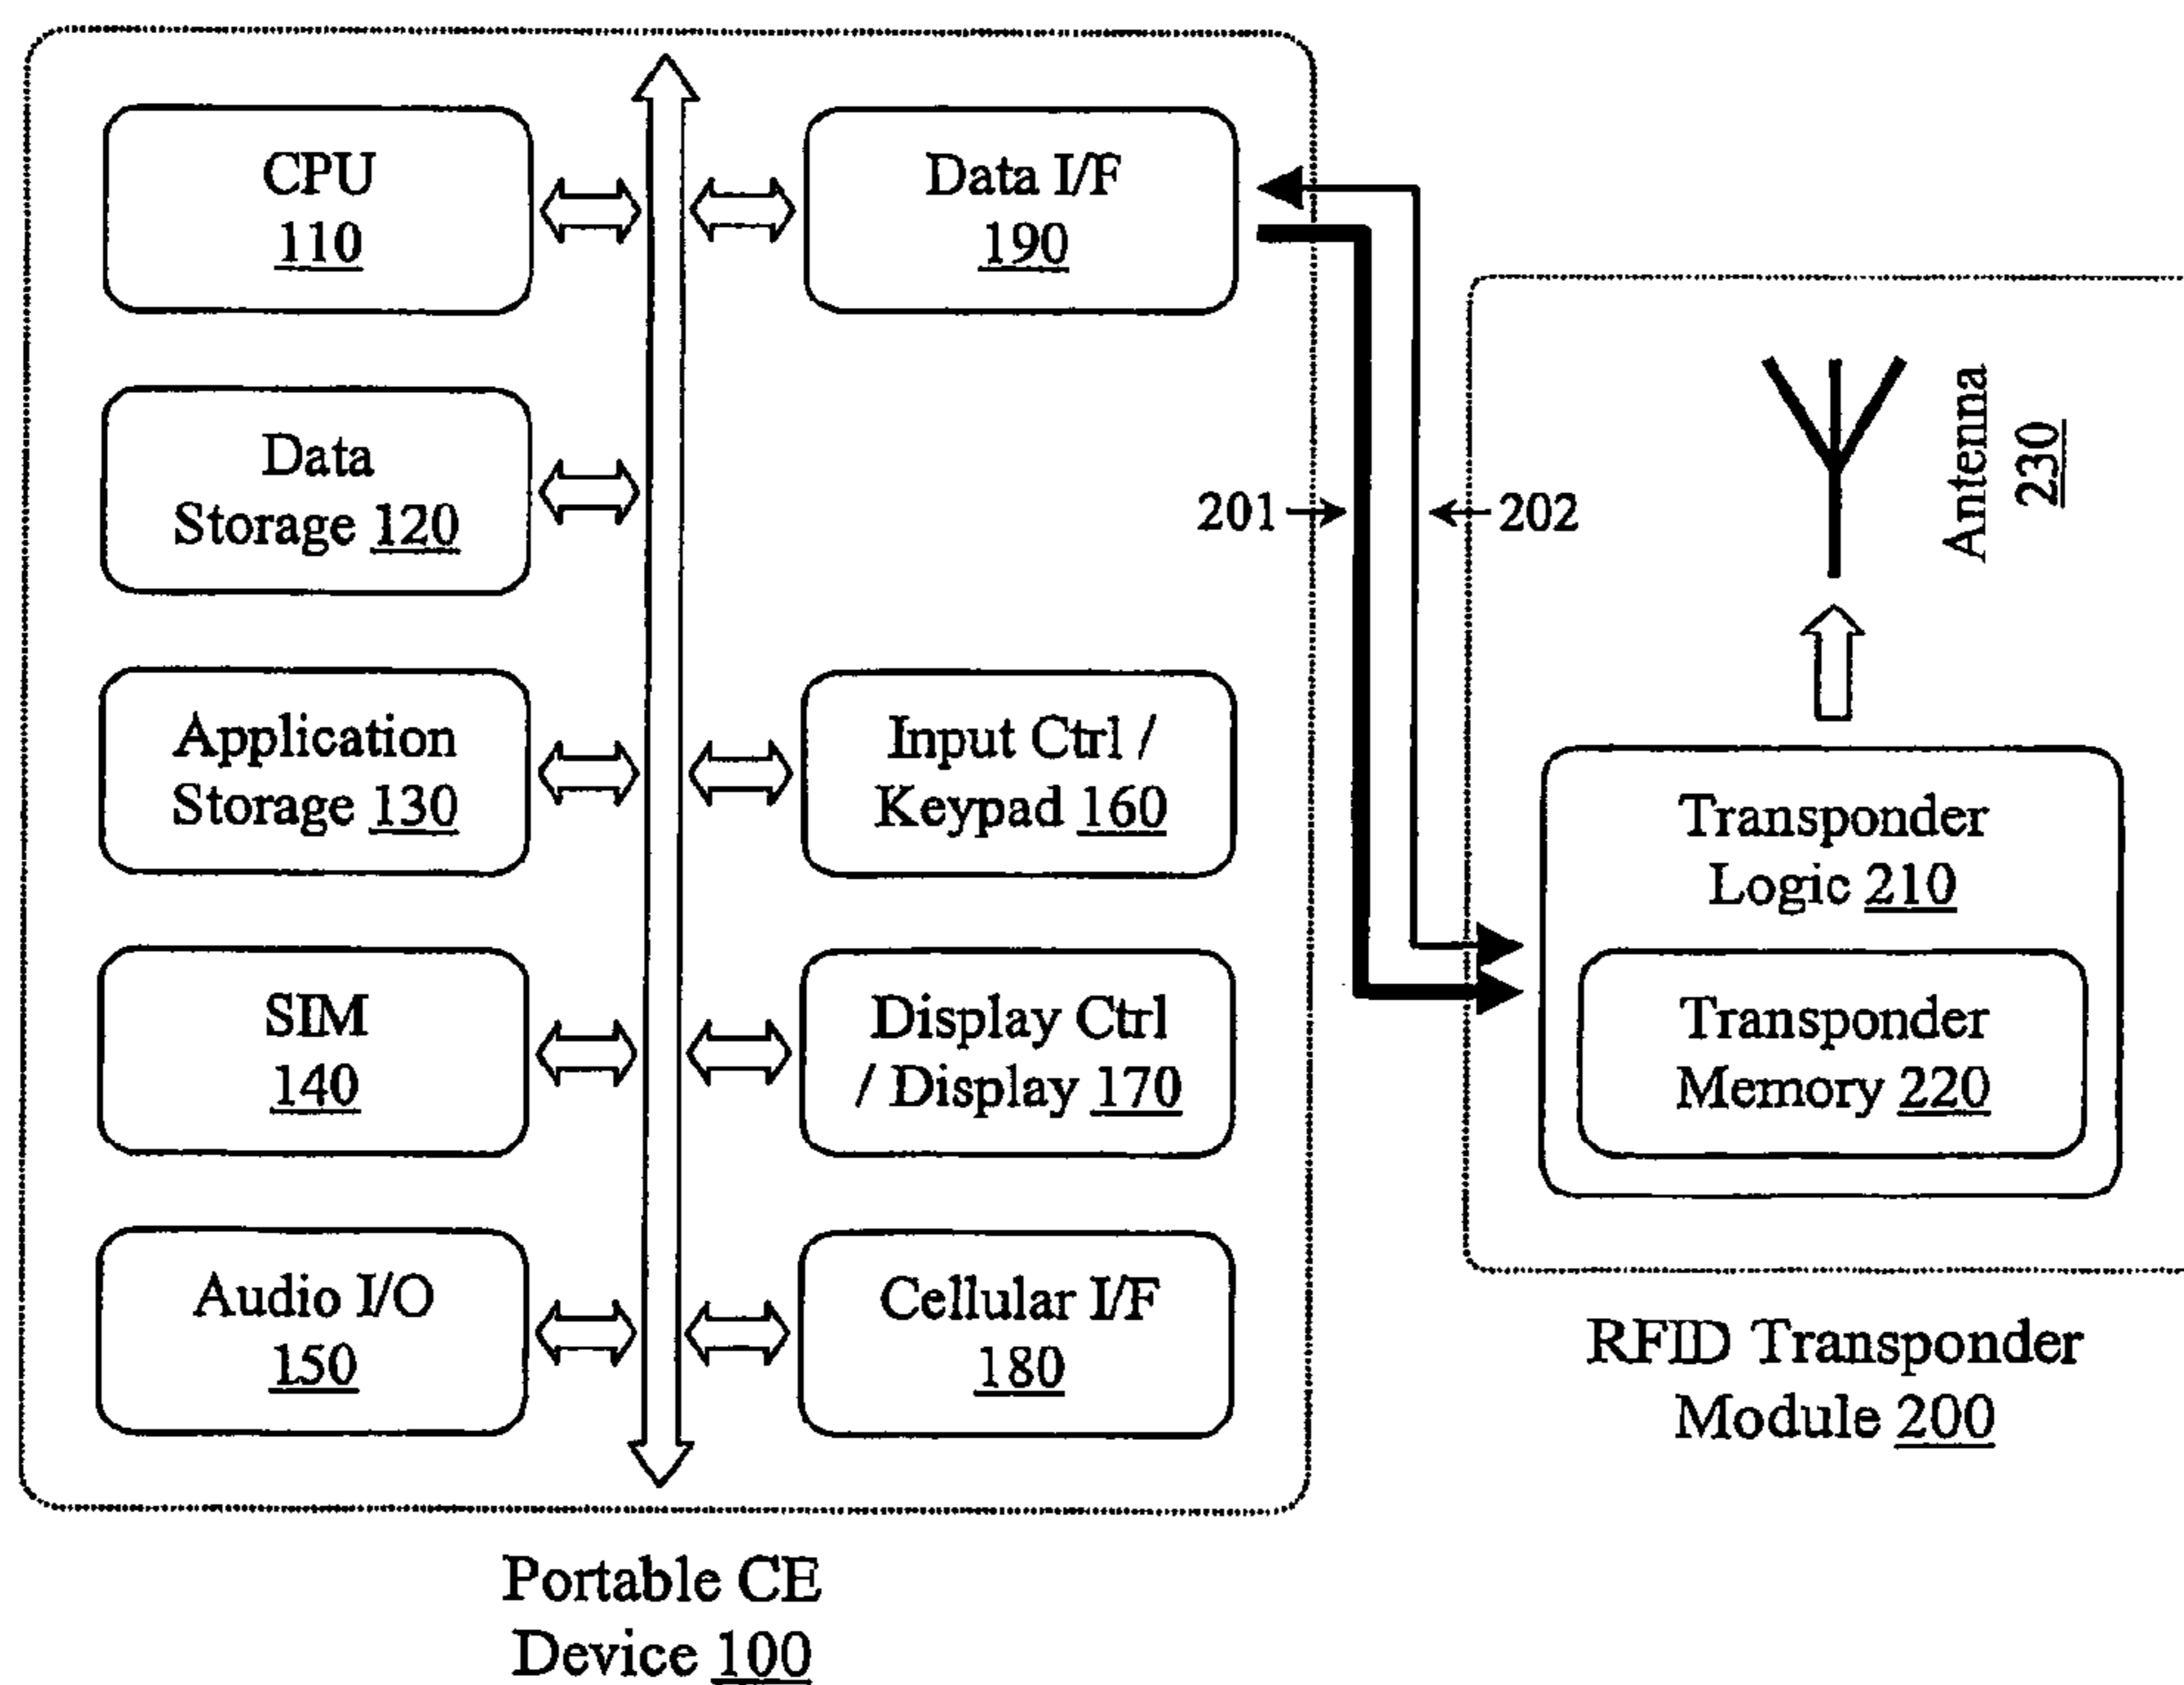 CPU
110
Data I/F
190
Data
Storage 120
201
202
Antenna
230
Application
Storage 130
Input Ctrl /
Keypad 160
Transponder
Logic 210
SIM
140
Display Ctrl
/ Display 170
Transponder
Memory 220
Audio I/O
150
Cellular I/F
180
RFID Transponder
Module 200
Portable CE
Device 100